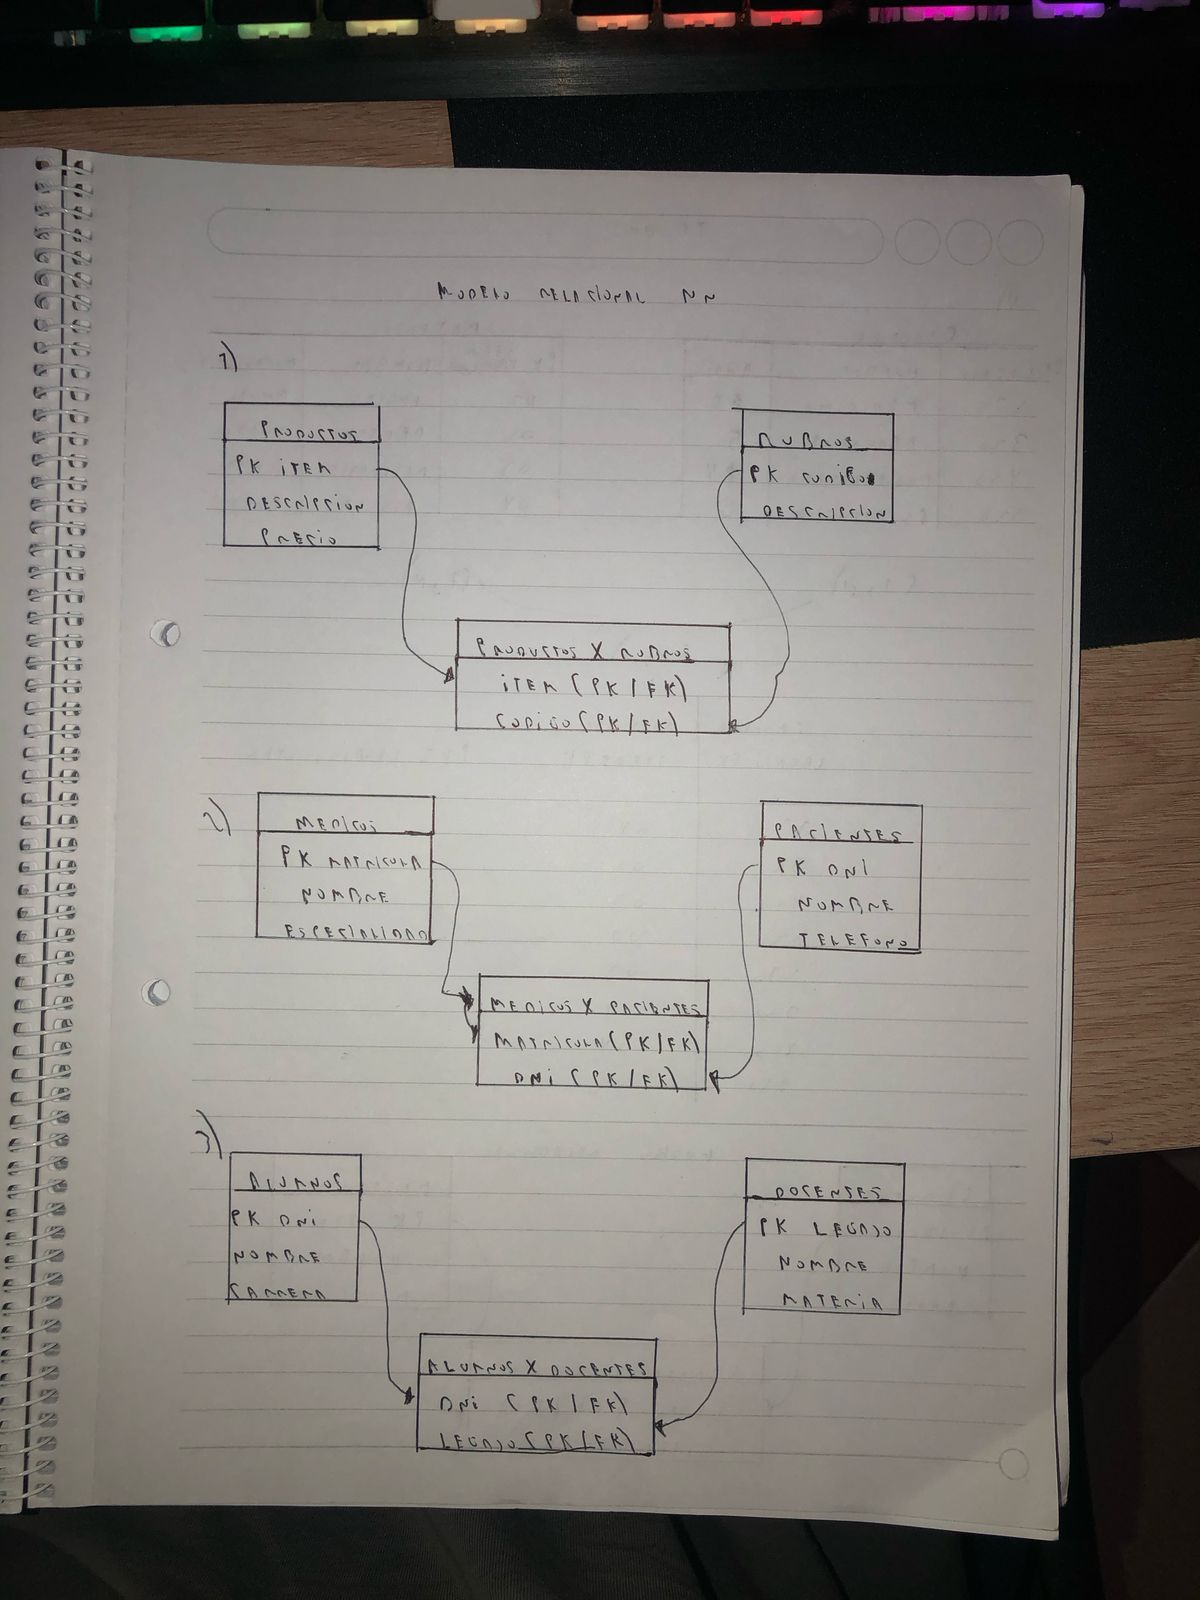 MODELO RELACIONAL NN
1)
PRODUCTOS
PK iTEM
DESCRIPCION
PRECIO
RUBROS
PK CODIGO
DESCRIPCION
PRODUCTOS X RUBROS
iTEM (PK/FK)
CODIGO (PK/FK)
2)
MEDICOS
PK MATRICULA
NOMBRE
ESPECIALIDAD
PACIENTES
PK DNI
NOMBRE
TELEFONO
MEDICOS X PACIENTES
MATRICULA (PK/FK)
DNi (PK/FK)
3)
ALUMNOS
PK DNi
NOMBRE
CARRERA
DOCENTES
PK LEGAJO
NOMBRE
MATERiA
ALUMNOS X DOCENTES
DNi (PK/FK)
LEGAJO (PK/FK)